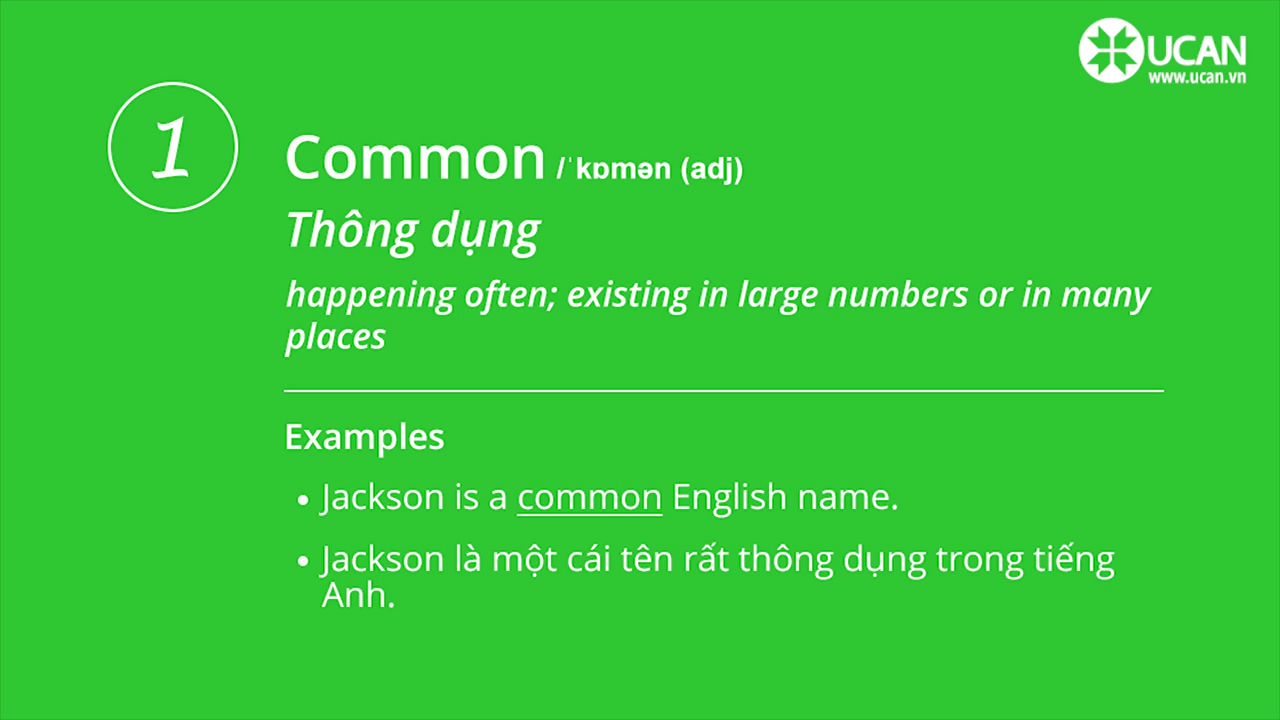 UCAN
www.ucan.vn
1
Common /ˈkɒmən (adj)
Thông dụng
happening often; existing in large numbers or in many
places
Examples
• Jackson is a common English name.
• Jackson là một cái tên rất thông dụng trong tiếng
Anh.